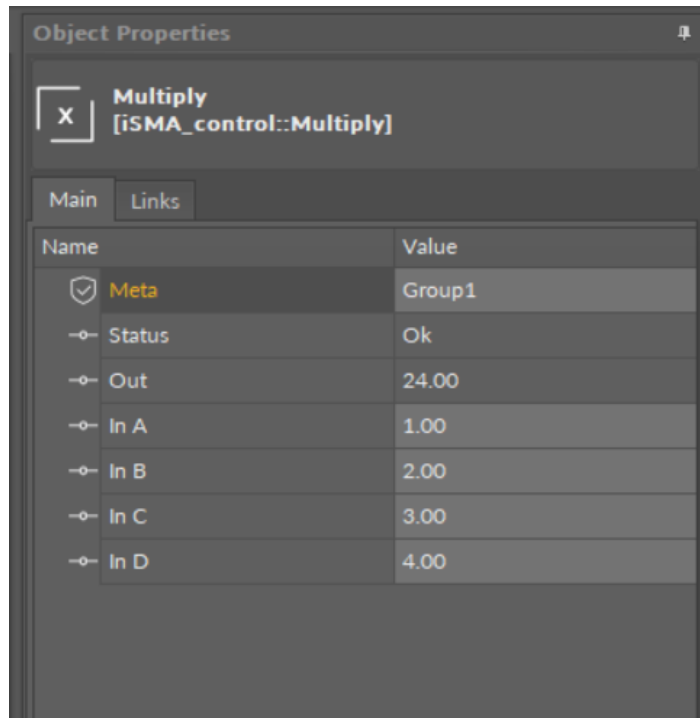 Object Properties
X
Multiply
[iSMA_control::Multiply]
Main Links
Name Value
Meta Group1
Status Ok
Out 24.00
In A 1.00
In B 2.00
In C 3.00
In D 4.00